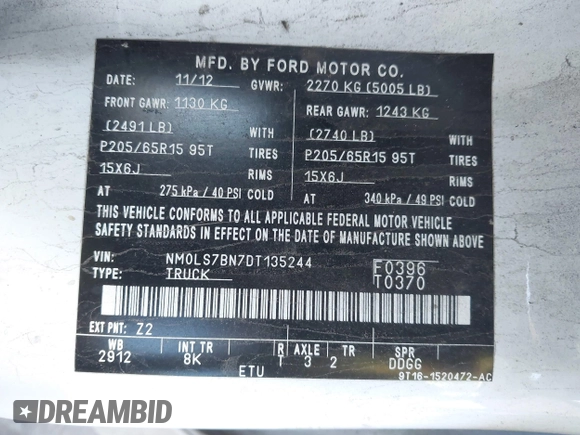 MFD. BY FORD MOTOR CO.
DATE: 11/12 GVWR: 2270 KG (5005 LB)
FRONT GAWR: 1130 KG REAR GAWR: 1243 KG
(2491 LB) WITH (2740 LB) WITH
P205/65R15 95T TIRES P205/65R15 95T TIRES
15X6J RIMS 15X6J RIMS
AT 275 kPa / 40 PSI COLD AT 340 kPa / 49 PSI COLD
THIS VEHICLE CONFORMS TO ALL APPLICABLE FEDERAL MOTOR VEHICLE
SAFETY STANDARDS IN EFFECT ON THE DATE OF MANUFACTURE SHOWN ABOVE.
VIN: NM0LS7BN7DT135244 F0396
TYPE: TRUCK T0370
EXT PNT: Z2
WB INT TR R AXLE TR SPR
2912 8K 3 2 DDGG
ETU 9T16-1520472-AC
DREAMBID